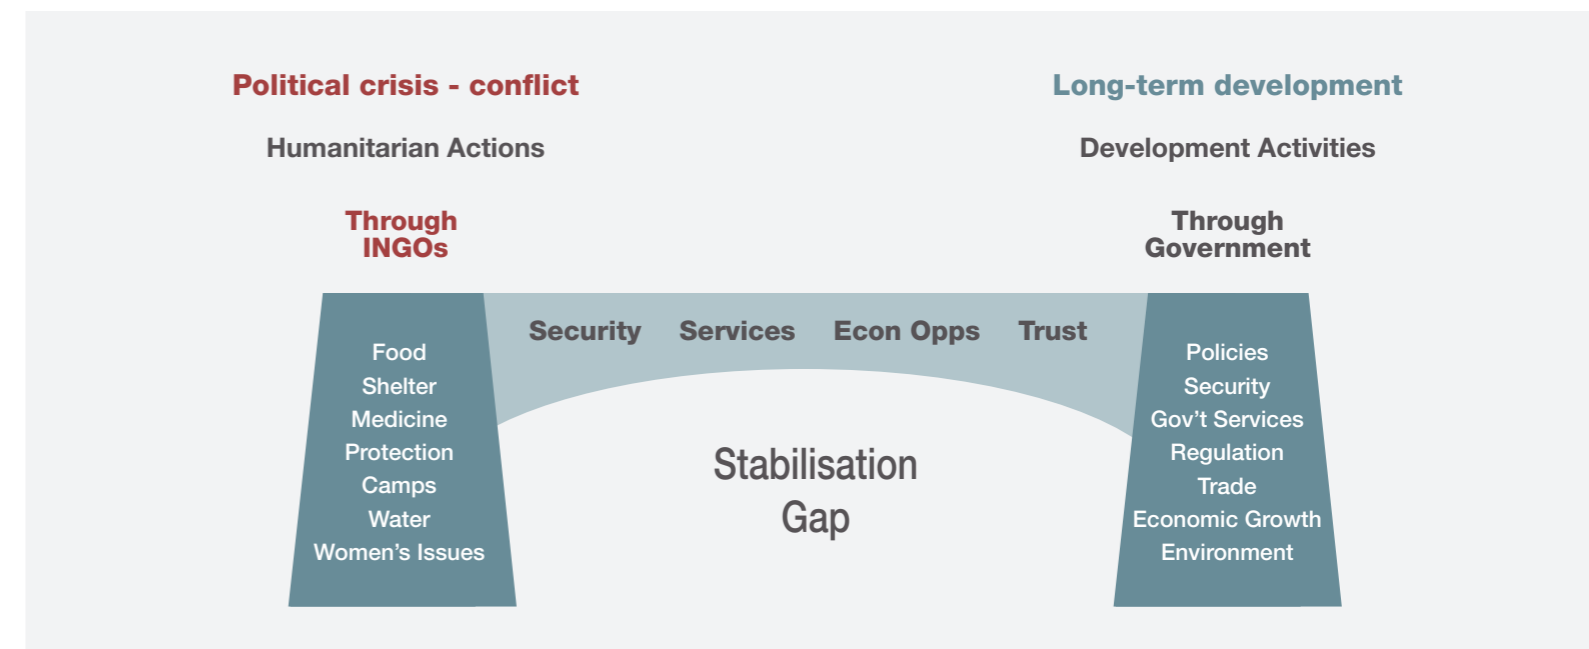 Political crisis - conflict
Humanitarian Actions
Through
INGOs
Long-term development
Development Activities
Through
Government
Security Services Econ Opps Trust
Food
Shelter
Medicine
Protection
Camps
Water
Women’s Issues
Stabilisation
Gap
Policies
Security
Gov’t Services
Regulation
Trade
Economic Growth
Environment